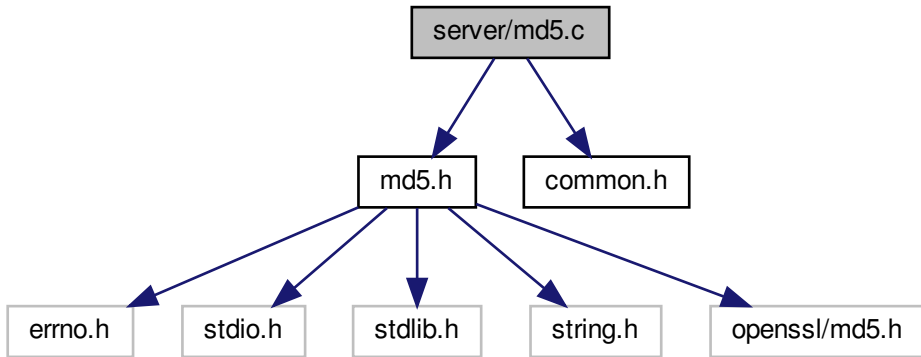 server/md5.c
md5.h
common.h
errno.h
stdio.h
stdlib.h
string.h
openssl/md5.h